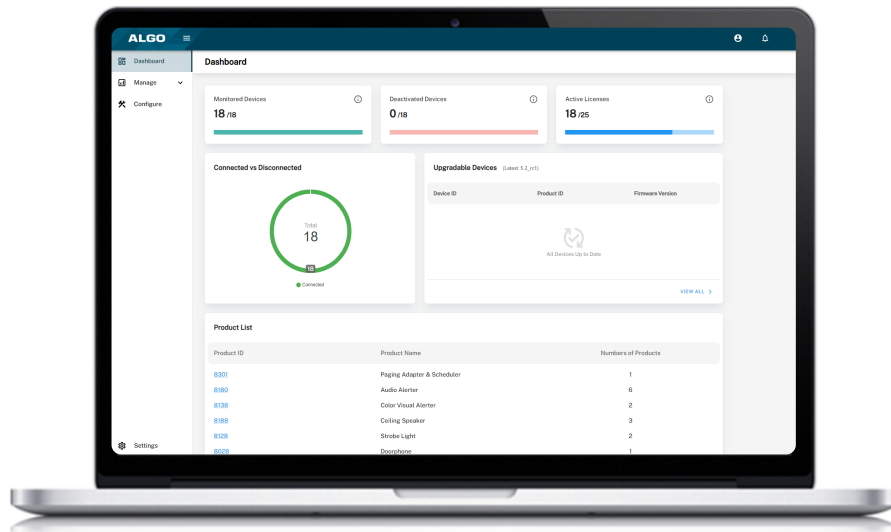 ALGO
Dashboard
Manage
Configure
Settings
Dashboard
Monitored Devices
18 /18
Deactivated Devices
0 /18
Active Licenses
18 /25
Connected vs Disconnected
Total
18
18
Connected
Upgradable Devices (Latest: 5.2_rc1)
Device ID Product ID Firmware Version
All Devices Up to Date
VIEW ALL
Product List
Product ID Product Name Numbers of Products
8301 Paging Adapter & Scheduler 1
8180 Audio Alerter 6
8138 Color Visual Alerter 2
8188 Ceiling Speaker 3
8128 Strobe Light 2
8028 Doorphone 1